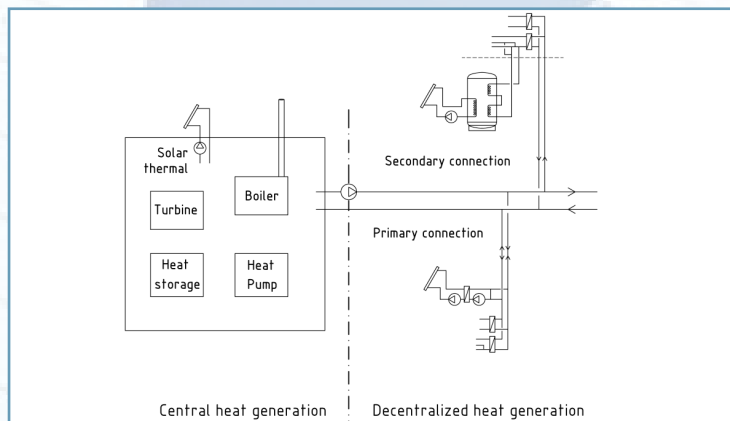 Solar
thermal
Turbine
Boiler
Heat
storage
Heat
Pump
Secondary connection
Primary connection
Central heat generation
Decentralized heat generation